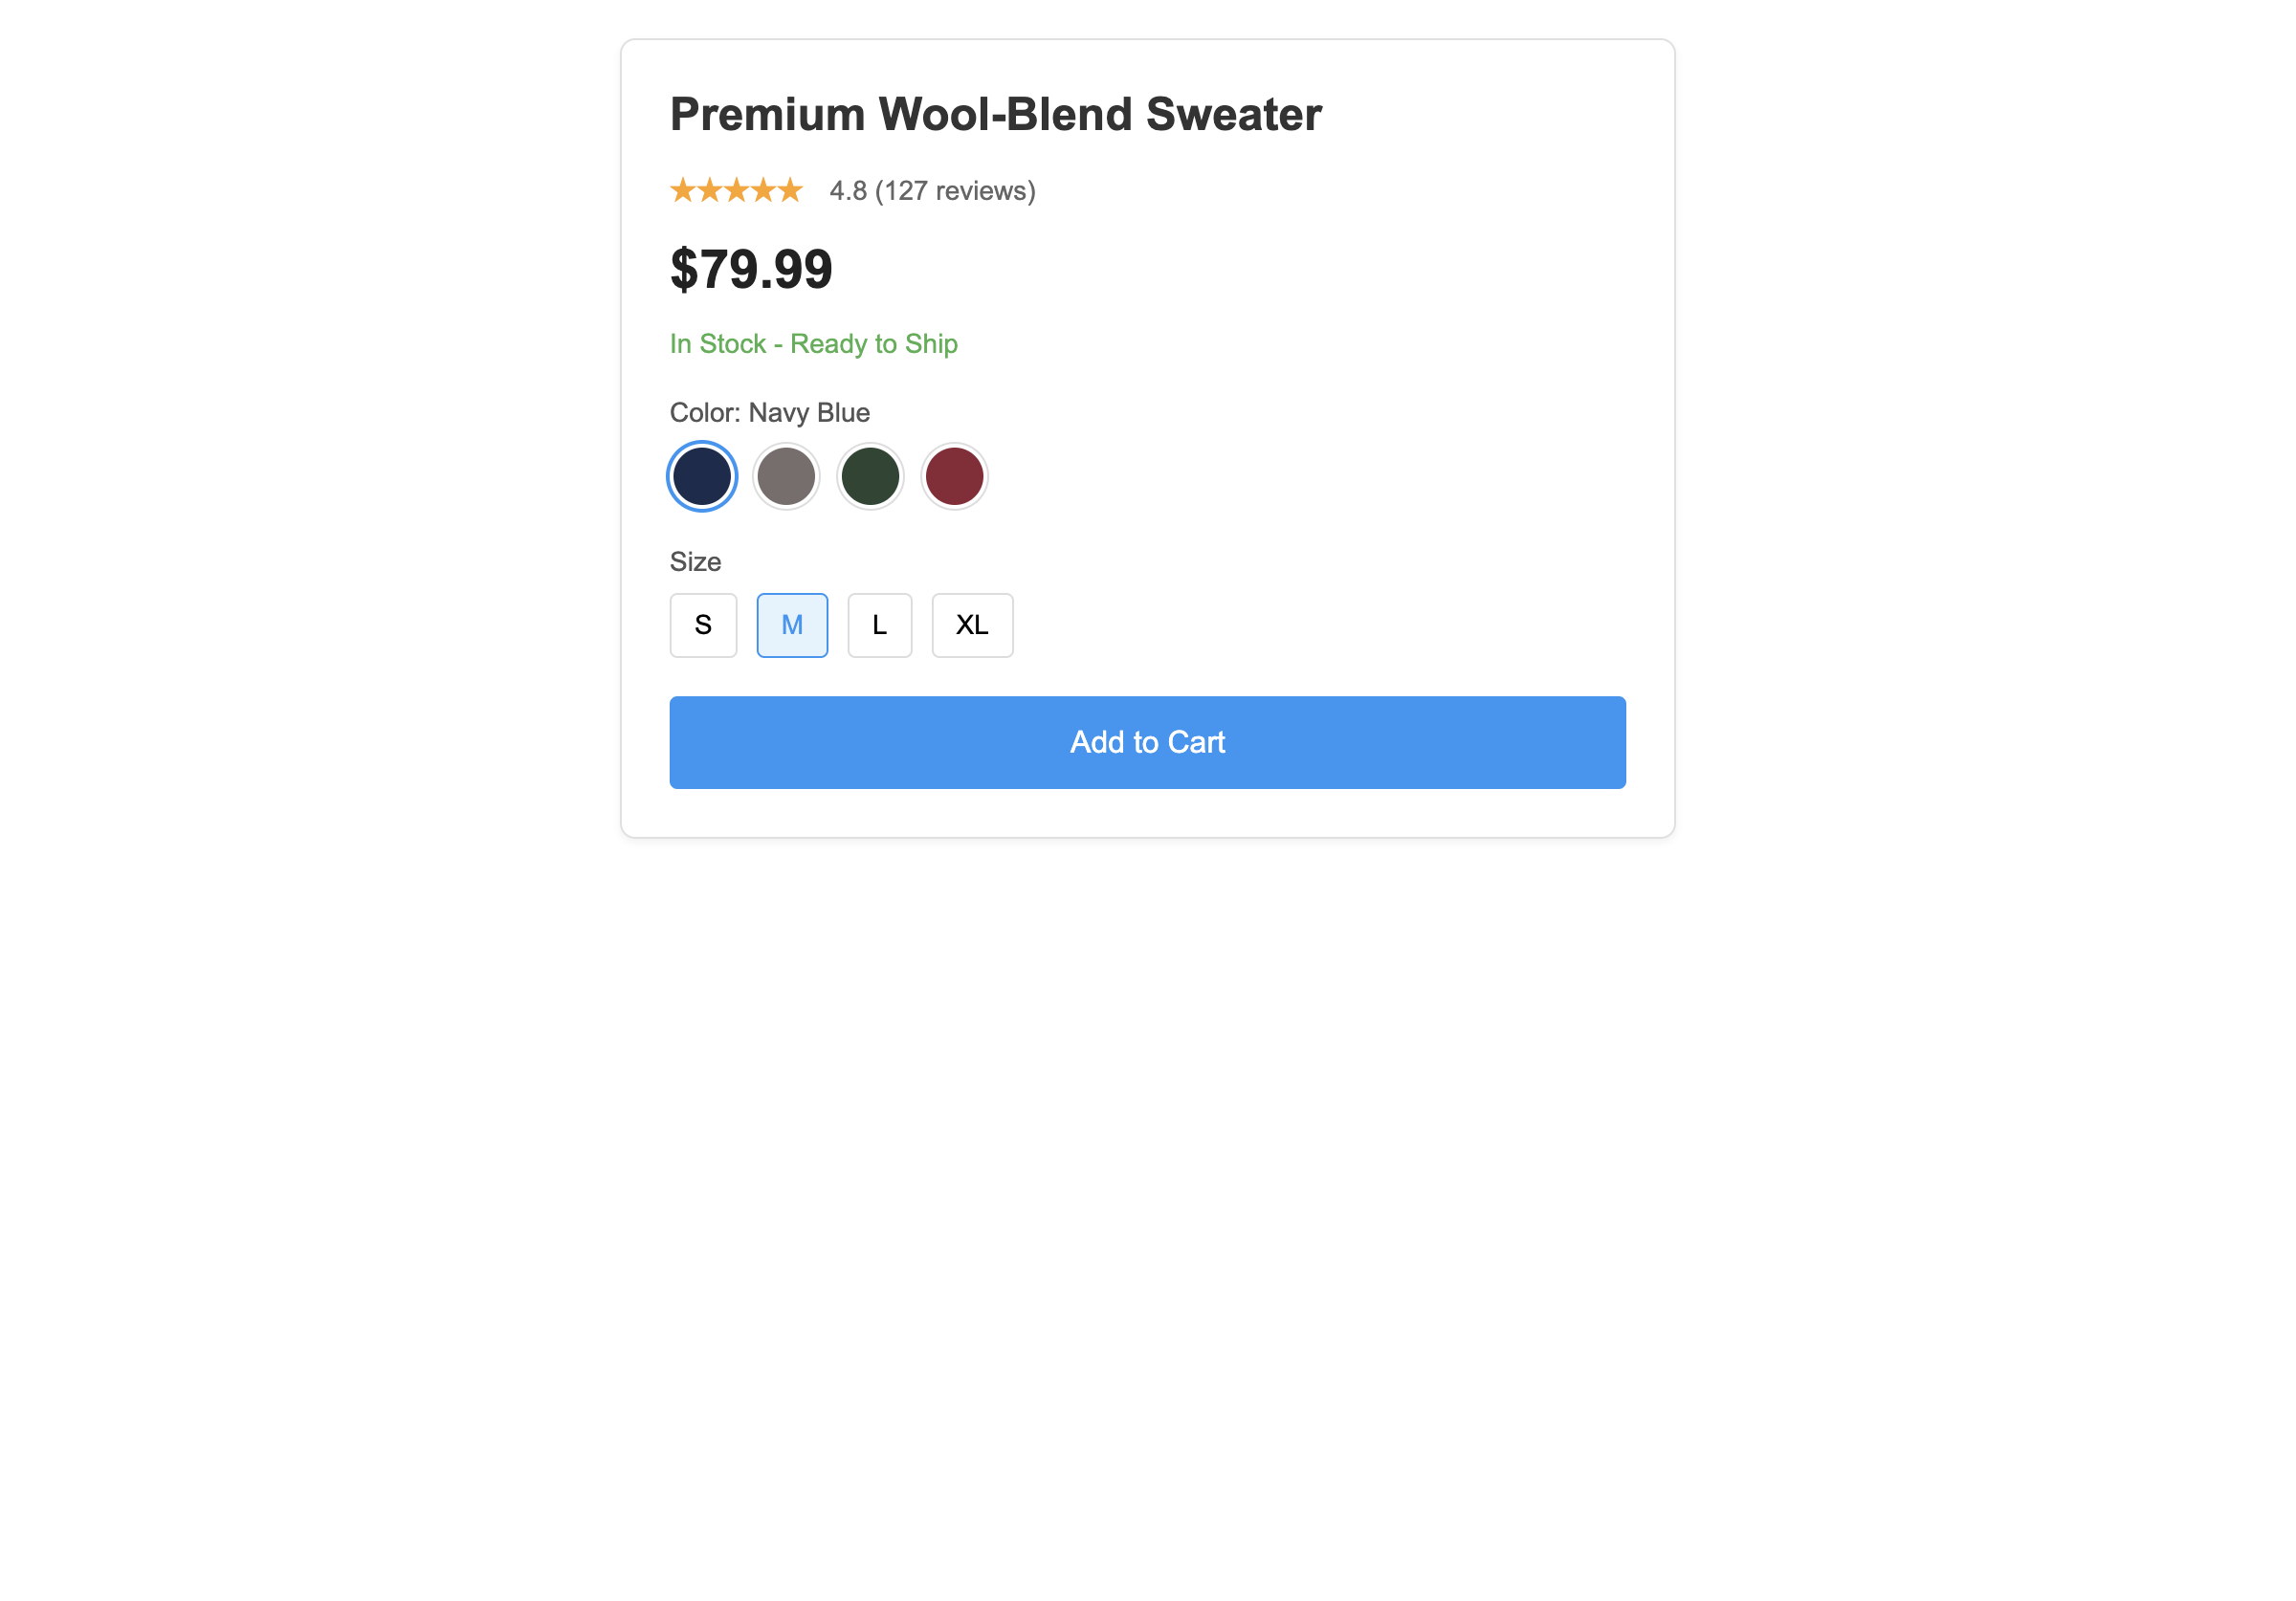 Premium Wool-Blend Sweater
★★★★★ 4.8 (127 reviews)
$79.99
In Stock - Ready to Ship
Color: Navy Blue
Size
S M L XL
Add to Cart